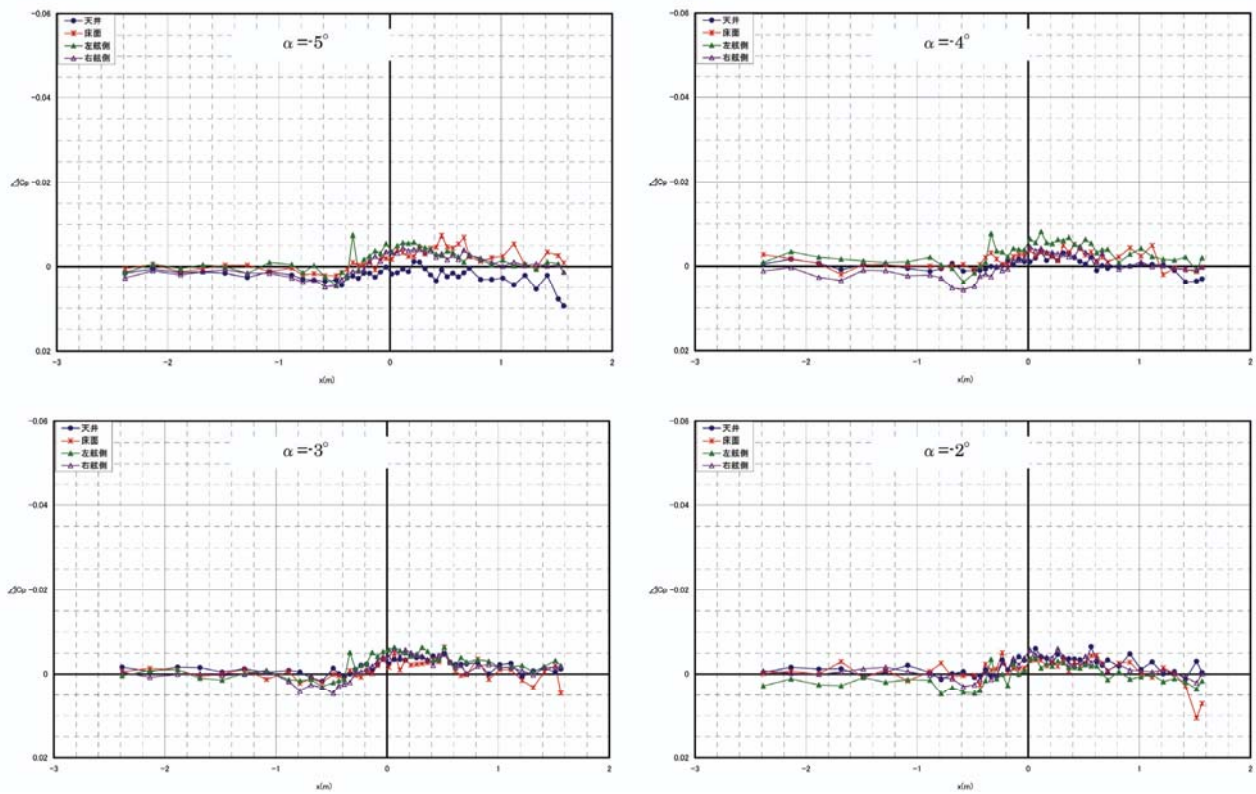 -0.06
天井
床面
左舷側
右舷側
α=-5°
-0.04
⊿Cp -0.02
0
0.02
-3 -2 -1 0 1 2
x(m)
-0.06
天井
床面
左舷側
右舷側
α=-4°
-0.04
⊿Cp -0.02
0
0.02
-3 -2 -1 0 1 2
x(m)
-0.06
天井
床面
左舷側
右舷側
α=-3°
-0.04
⊿Cp -0.02
0
0.02
-3 -2 -1 0 1 2
x(m)
-0.06
天井
床面
左舷側
右舷側
α=-2°
-0.04
⊿Cp -0.02
0
0.02
-3 -2 -1 0 1 2
x(m)